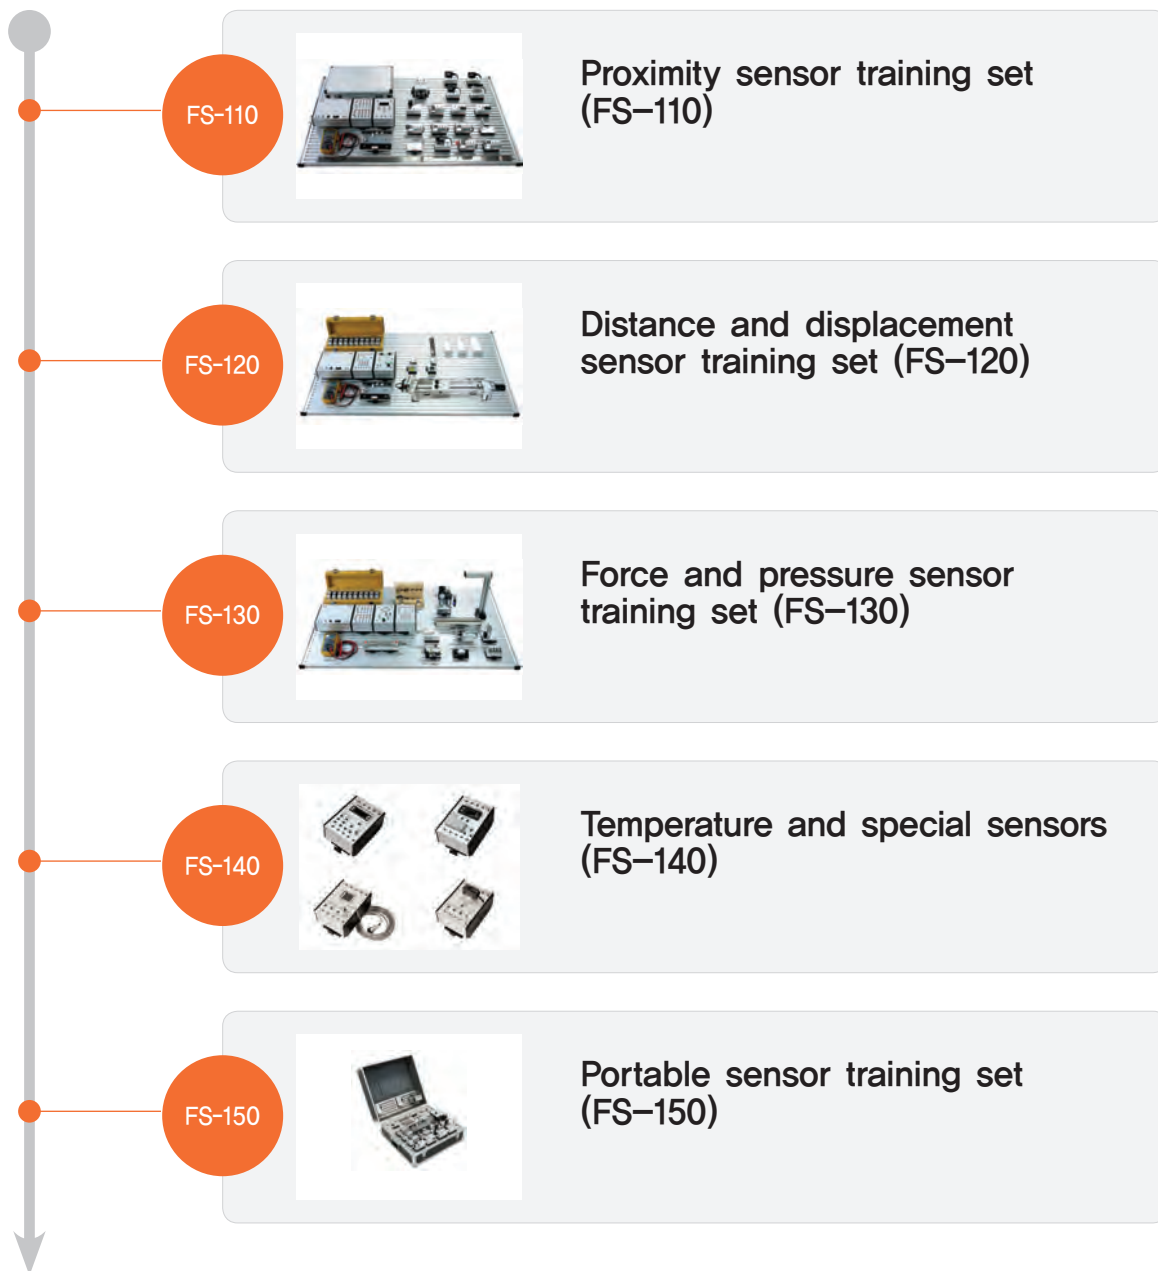 FS-110
Proximity sensor training set
(FS-110)
FS-120
Distance and displacement
sensor training set (FS-120)
FS-130
Force and pressure sensor
training set (FS-130)
FS-140
Temperature and special sensors
(FS-140)
FS-150
Portable sensor training set
(FS-150)